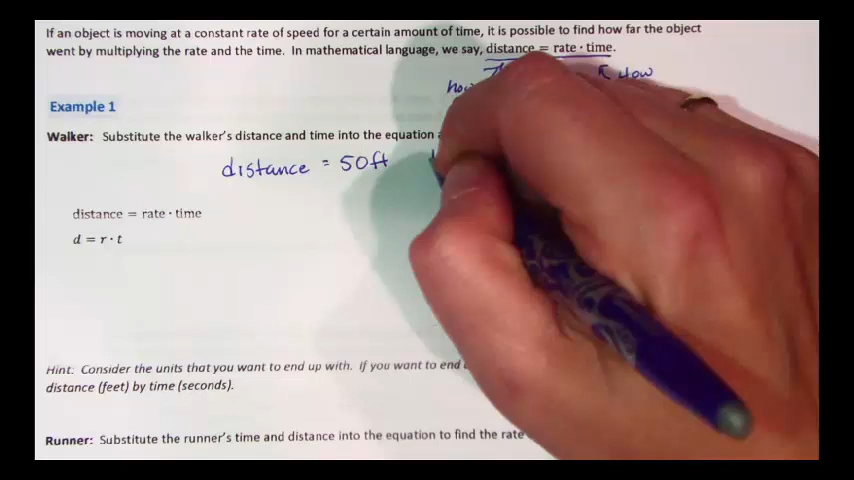 If an object is moving at a constant rate of speed for a certain amount of time, it is possible to find how far the object
went by multiplying the rate and the time. In mathematical language, we say, distance = rate · time.
How
Example 1
Walker: Substitute the walker's distance and time into the equation
distance = 50ft
distance = rate · time
d = r · t
Hint: Consider the units that you want to end up with. If you want to end
distance (feet) by time (seconds).
Runner: Substitute the runner's time and distance into the equation to find the rate